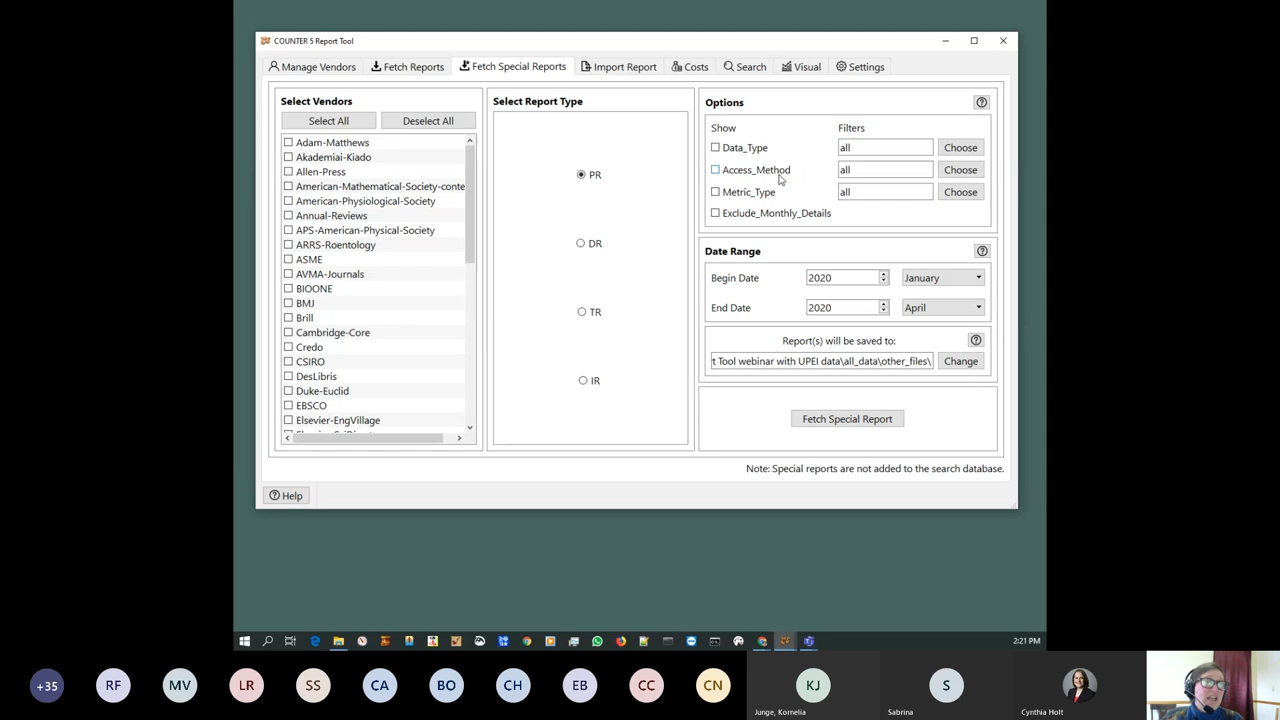 COUNTER 5 Report Tool
Manage Vendors
Fetch Reports
Fetch Special Reports
Import Report
Costs
Search
Visual
Settings
Select Vendors
Select All
Deselect All
Adam-Matthews
Akademiai-Kiado
Allen-Press
American-Mathematical-Society-conte
American-Physiological-Society
Annual-Reviews
APS-American-Physical-Society
ARRS-Roentology
ASME
AVMA-Journals
BIOONE
BMJ
Brill
Cambridge-Core
Credo
CSIRO
DesLibris
Duke-Euclid
EBSCO
Elsevier-EngVillage
Select Report Type
PR
DR
TR
IR
Options
Show
Filters
Data_Type
all
Choose
Access_Method
all
Choose
Metric_Type
all
Choose
Exclude_Monthly_Details
Date Range
Begin Date
2020
January
End Date
2020
April
Report(s) will be saved to:
t Tool webinar with UPEI data\all_data\other_files\
Change
Fetch Special Report
Note: Special reports are not added to the search database.
Help
2:21 PM
+35
RF
MV
LR
SS
CA
BO
CH
EB
CC
CN
KJ
Junge, Kornelia
S
Sabrina
Cynthia Holt